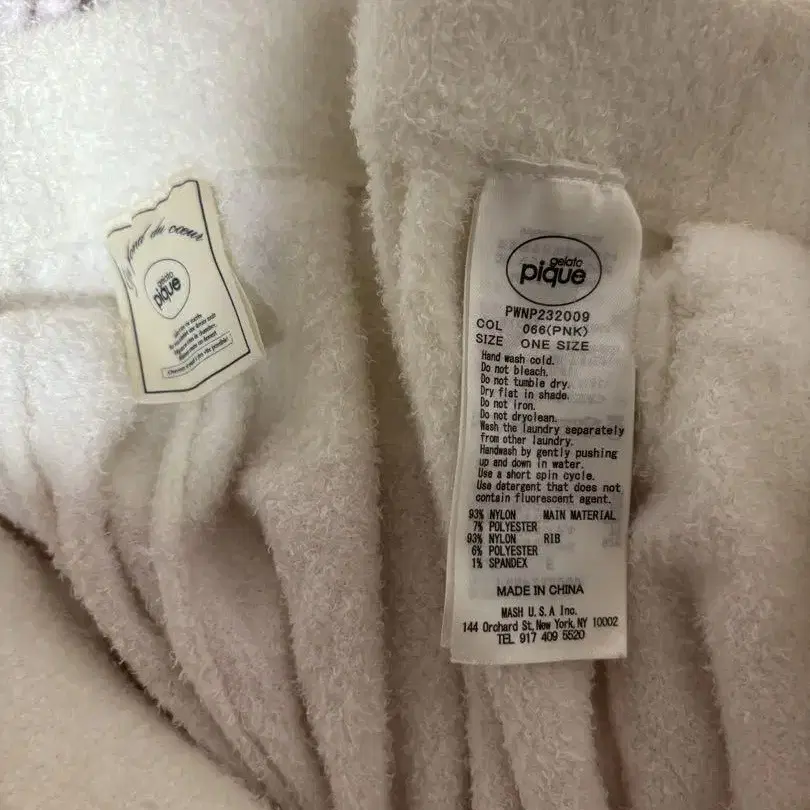 du cœur
gelato
pique
gelato
pique
PWNP232009
COL 066(PNK)
SIZE ONE SIZE
Hand wash cold.
Do not bleach.
Do not tumble dry.
Dry flat in shade.
Do not iron.
Do not dryclean.
Wash the laundry separately
from other laundry.
Handwash by gently pushing
up and down in water.
Use a short spin cycle.
Use detergent that does not
contain fluorescent agent.
93% NYLON MAIN MATERIAL
7% POLYESTER
93% NYLON RIB
6% POLYESTER
1% SPANDEX
MADE IN CHINA
MASH U.S.A Inc.
144 Orchard St, New York, NY 10002
TEL 917 409 5520